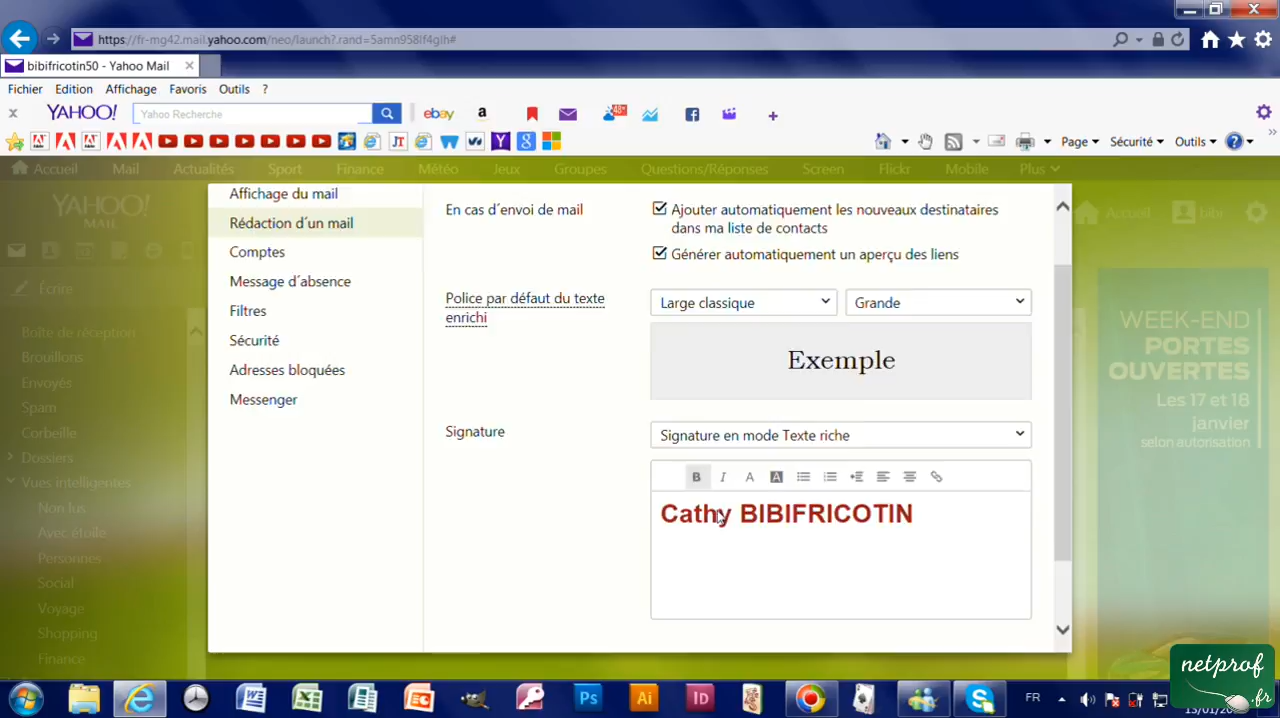 https://fr-mg42.mail.yahoo.com/neo/launch?.rand=5amn958lf4glh#
bibifricotin50 - Yahoo Mail
Fichier Edition Affichage Favoris Outils ?
YAHOO! Yahoo Recherche ebay a
Page Sécurité Outils
Accueil Mail Actualités Sport Finance Météo Jeux Groupes Questions/Réponses Screen Flickr Mobile Plus
YAHOO!
MAIL
Accueil bibi
Écrire
Boîte de réception
Brouillons
Envoyés
Spam
Corbeille
Dossiers
Vues intelligentes
Non lus
Avec étoile
Personnes
Social
Voyage
Shopping
Finance
Affichage du mail
Rédaction d´un mail
Comptes
Message d´absence
Filtres
Sécurité
Adresses bloquées
Messenger
En cas d´envoi de mail
Ajouter automatiquement les nouveaux destinataires
dans ma liste de contacts
Générer automatiquement un aperçu des liens
Police par défaut du texte
enrichi
Large classique Grande
Exemple
Signature
Signature en mode Texte riche
B I A A
Cathy BIBIFRICOTIN
WEEK-END
PORTES
OUVERTES
Les 17 et 18
janvier
selon autorisation
netprof
.fr
Ps Ai Id
FR